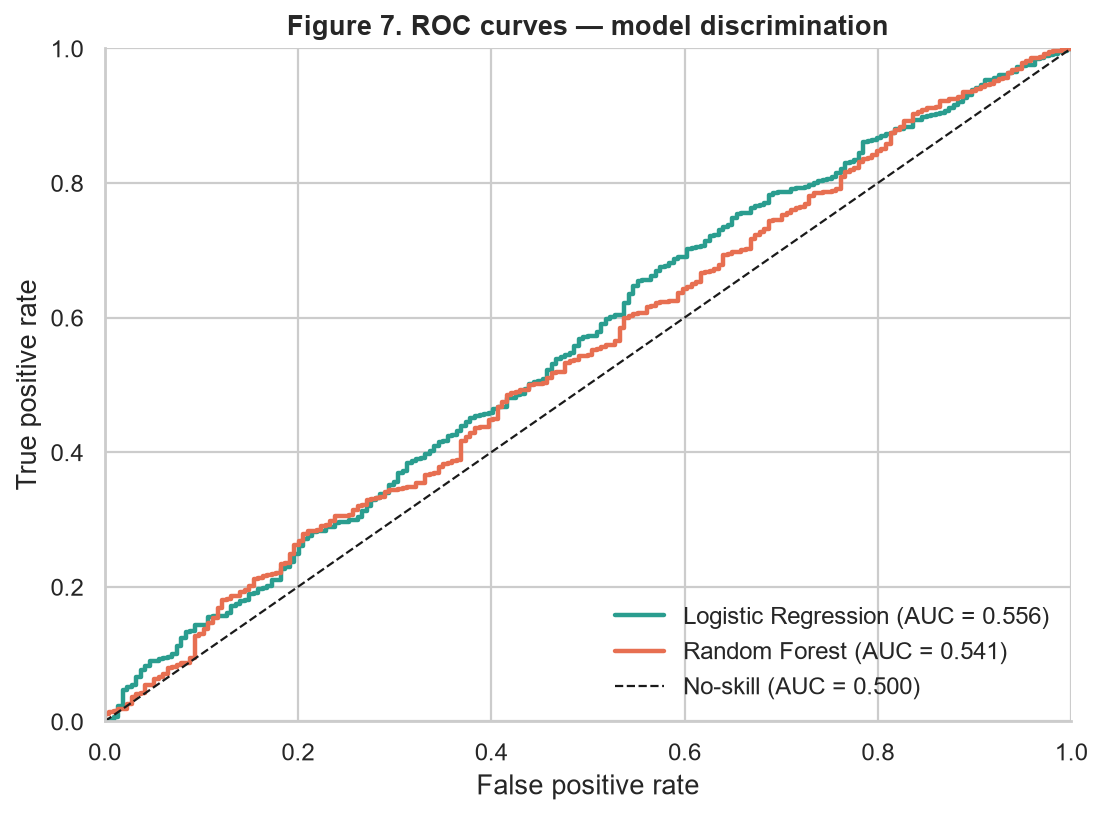 Figure 7. ROC curves — model discrimination
1.0
0.8
0.6
0.4
0.2
0.0
True positive rate
Logistic Regression (AUC = 0.556)
Random Forest (AUC = 0.541)
No-skill (AUC = 0.500)
0.0 0.2 0.4 0.6 0.8 1.0
False positive rate